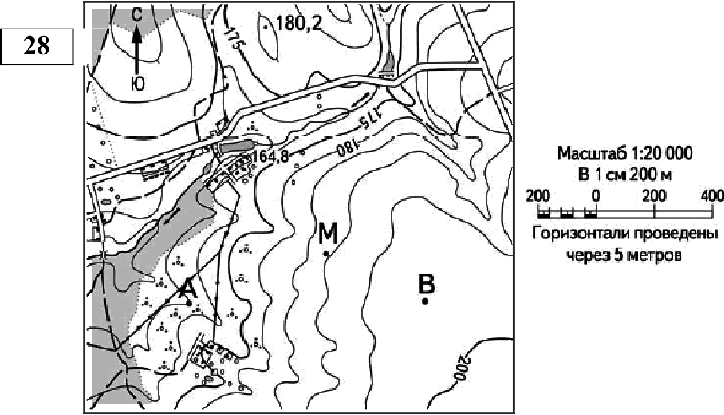 28
С
Ю
180,2
175
175
180
164,8
М
А
В
200
Масштаб 1:20 000
В 1 см 200 м
200 0 200 400
Горизонтали проведены
через 5 метров